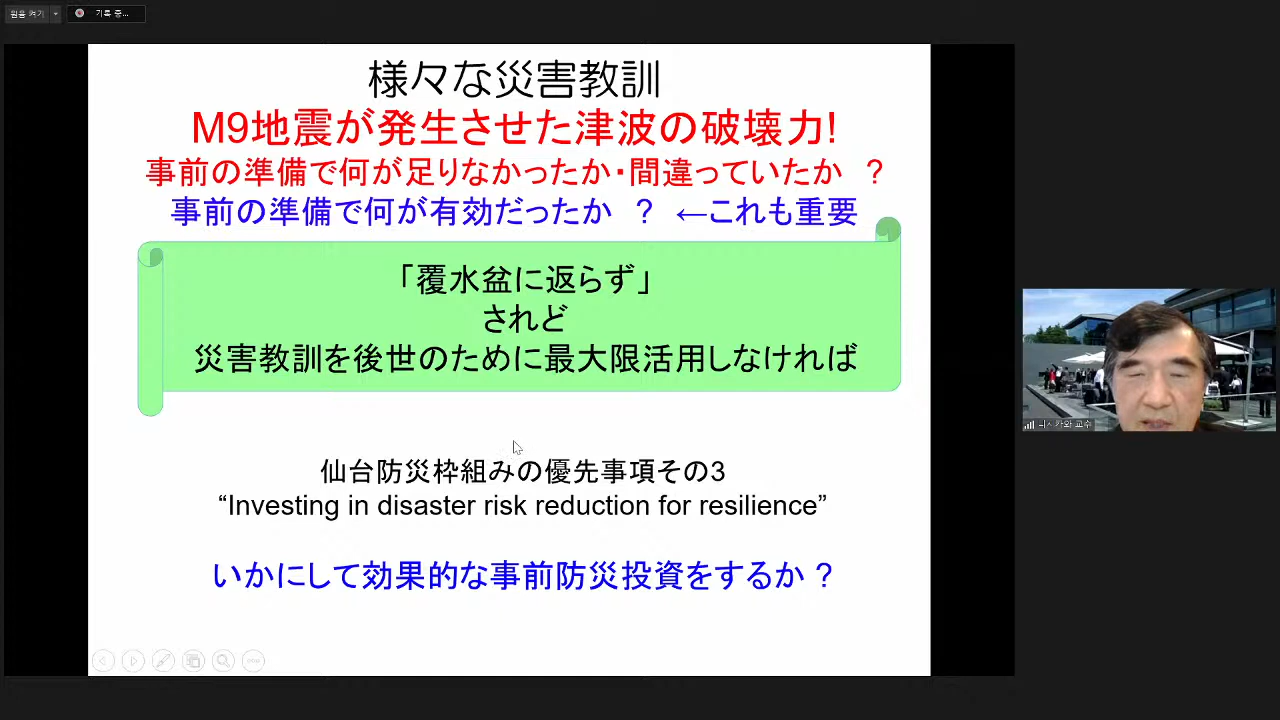 기록 중...
様々な災害教訓
M9地震が発生させた津波の破壊力!
事前の準備で何が足りなかったか・間違っていたか ?
事前の準備で何が有効だったか ? ←これも重要
「覆水盆に返らず」
されど
災害教訓を後世のために最大限活用しなければ
仙台防災枠組みの優先事項その3
“Investing in disaster risk reduction for resilience”
いかにして効果的な事前防災投資をするか ?
교수